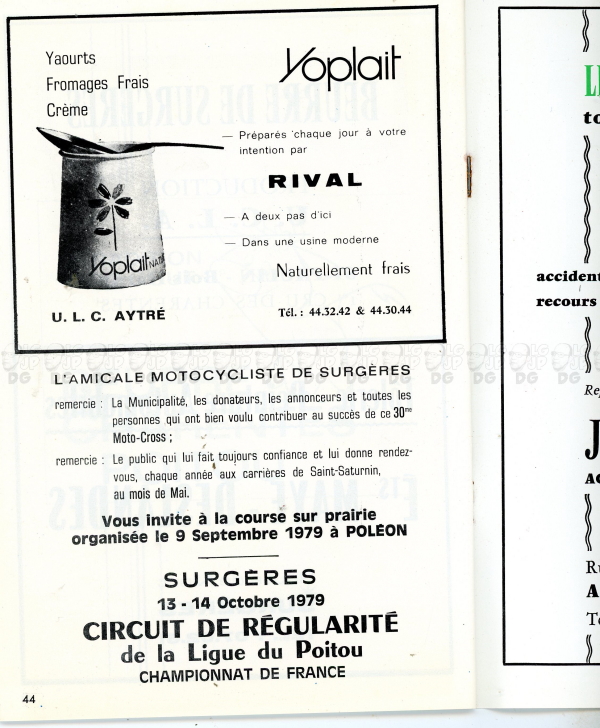 Yaourts
Fromages Frais
Crème
Yoplait
— Préparés chaque jour à votre
intention par
RIVAL
— A deux pas d'ici
— Dans une usine moderne
Naturellement frais
Yoplait
U. L. C. AYTRÉ
Tél. : 44.32.42 & 44.30.44
L'AMICALE MOTOCYCLISTE DE SURGÈRES
remercie : La Municipalité, les donateurs, les annonceurs et toutes les
personnes qui ont bien voulu contribuer au succès de ce 30me
Moto-Cross ;
remercie : Le public qui lui fait toujours confiance et lui donne rendez-
vous, chaque année aux carrières de Saint-Saturnin,
au mois de Mai.
Vous invite à la course sur prairie
organisée le 9 Septembre 1979 à POLÉON
SURGÈRES
13 - 14 Octobre 1979
CIRCUIT DE RÉGULARITÉ
de la Ligue du Poitou
CHAMPIONNAT DE FRANCE
44
to
accident
recours
J
A